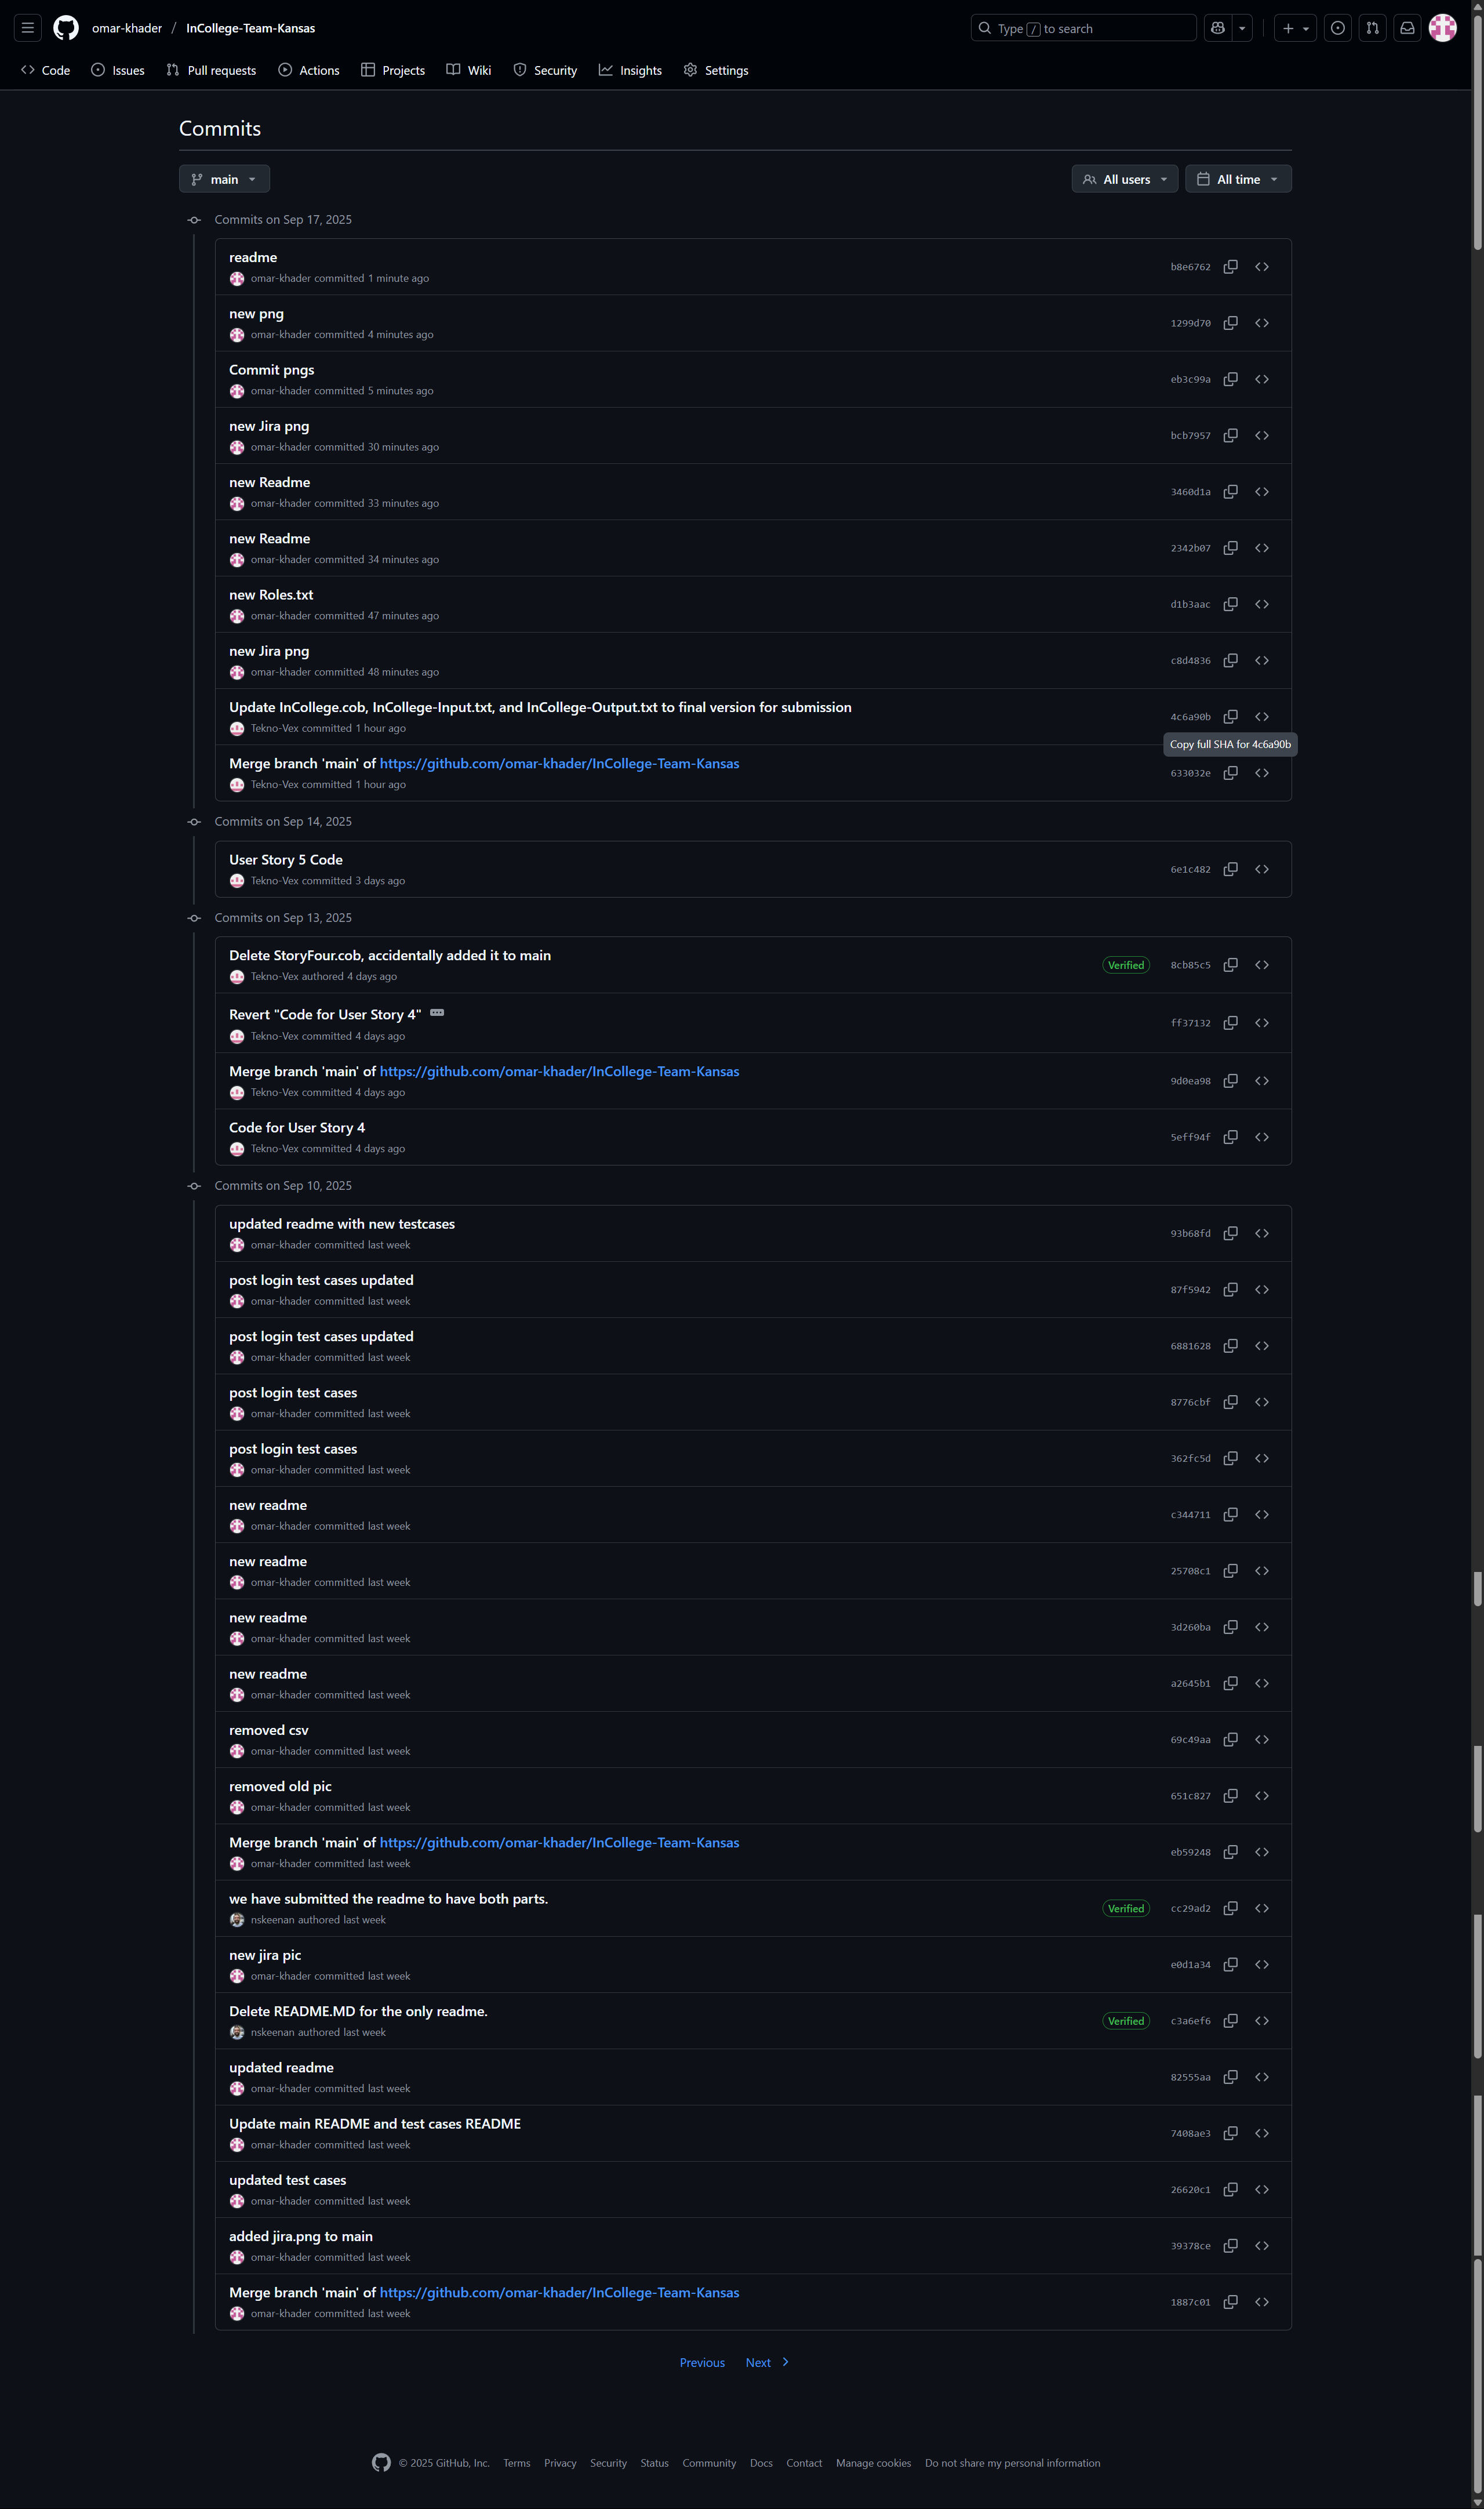 omar-khader / InCollege-Team-Kansas
Type / to search
Code Issues Pull requests Actions Projects Wiki Security Insights Settings
Commits
main
All users All time
Commits on Sep 17, 2025
readme
omar-khader committed 1 minute ago
b8e6762
new png
omar-khader committed 4 minutes ago
1299d70
Commit pngs
omar-khader committed 5 minutes ago
eb3c99a
new Jira png
omar-khader committed 30 minutes ago
bcb7957
new Readme
omar-khader committed 33 minutes ago
3460d1a
new Readme
omar-khader committed 34 minutes ago
2342b07
new Roles.txt
omar-khader committed 47 minutes ago
d1b3aac
new Jira png
omar-khader committed 48 minutes ago
c8d4836
Update InCollege.cob, InCollege-Input.txt, and InCollege-Output.txt to final version for submission
Tekno-Vex committed 1 hour ago
4c6a90b
Copy full SHA for 4c6a90b
Merge branch 'main' of https://github.com/omar-khader/InCollege-Team-Kansas
Tekno-Vex committed 1 hour ago
633032e
Commits on Sep 14, 2025
User Story 5 Code
Tekno-Vex committed 3 days ago
6e1c482
Commits on Sep 13, 2025
Delete StoryFour.cob, accidentally added it to main
Tekno-Vex authored 4 days ago
Verified 8cb85c5
Revert "Code for User Story 4"
Tekno-Vex committed 4 days ago
ff37132
Merge branch 'main' of https://github.com/omar-khader/InCollege-Team-Kansas
Tekno-Vex committed 4 days ago
9d0ea98
Code for User Story 4
Tekno-Vex committed 4 days ago
5eff94f
Commits on Sep 10, 2025
updated readme with new testcases
omar-khader committed last week
93b68fd
post login test cases updated
omar-khader committed last week
87f5942
post login test cases updated
omar-khader committed last week
6881628
post login test cases
omar-khader committed last week
8776cbf
post login test cases
omar-khader committed last week
362fc5d
new readme
omar-khader committed last week
c344711
new readme
omar-khader committed last week
25708c1
new readme
omar-khader committed last week
3d260ba
new readme
omar-khader committed last week
a2645b1
removed csv
omar-khader committed last week
69c49aa
removed old pic
omar-khader committed last week
651c827
Merge branch 'main' of https://github.com/omar-khader/InCollege-Team-Kansas
omar-khader committed last week
eb59248
we have submitted the readme to have both parts.
nskeenan authored last week
Verified cc29ad2
new jira pic
omar-khader committed last week
e0d1a34
Delete README.MD for the only readme.
nskeenan authored last week
Verified c3a6ef6
updated readme
omar-khader committed last week
82555aa
Update main README and test cases README
omar-khader committed last week
7408ae3
updated test cases
omar-khader committed last week
26620c1
added jira.png to main
omar-khader committed last week
39378ce
Merge branch 'main' of https://github.com/omar-khader/InCollege-Team-Kansas
omar-khader committed last week
1887c01
Previous Next
© 2025 GitHub, Inc. Terms Privacy Security Status Community Docs Contact Manage cookies Do not share my personal information